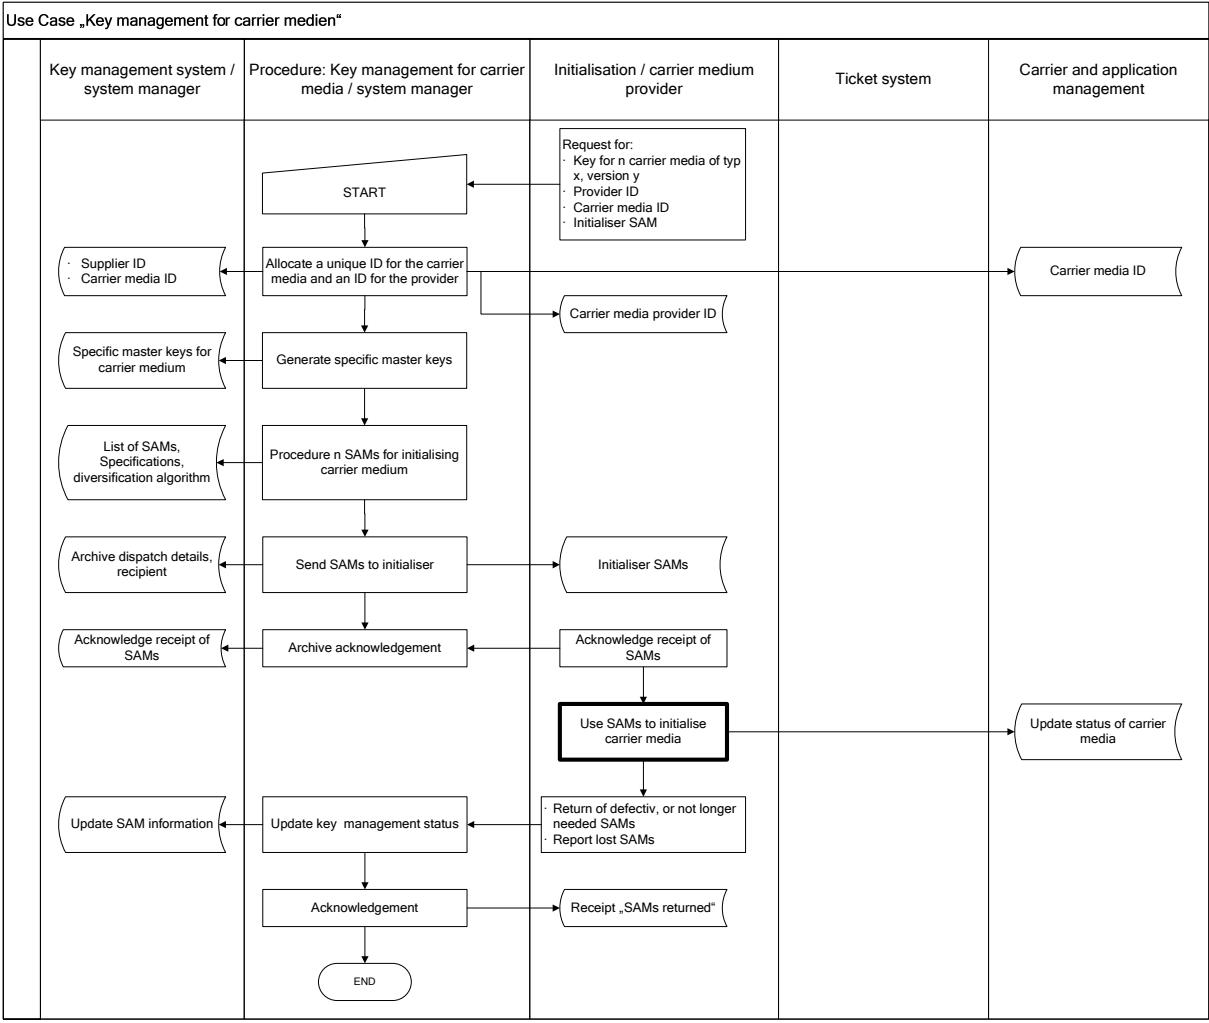 Use Case „Key management for carrier medien“
Key management system /
system manager
Procedure: Key management for carrier
media / system manager
Initialisation / carrier medium
provider
Ticket system
Carrier and application
management
Request for:
· Key for n carrier media of typ
x, version y
· Provider ID
· Carrier media ID
· Initialiser SAM
START
· Supplier ID
· Carrier media ID
Allocate a unique ID for the carrier
media and an ID for the provider
Carrier media ID
Carrier media provider ID
Specific master keys for
carrier medium
Generate specific master keys
List of SAMs,
Specifications,
diversification algorithm
Procedure n SAMs for initialising
carrier medium
Archive dispatch details,
recipient
Send SAMs to initialiser
Initialiser SAMs
Acknowledge receipt of
SAMs
Archive acknowledgement
Acknowledge receipt of
SAMs
Use SAMs to initialise
carrier media
Update status of carrier
media
Update SAM information
Update key management status
· Return of defectiv, or not longer
needed SAMs
· Report lost SAMs
Acknowledgement
Receipt „SAMs returned“
END